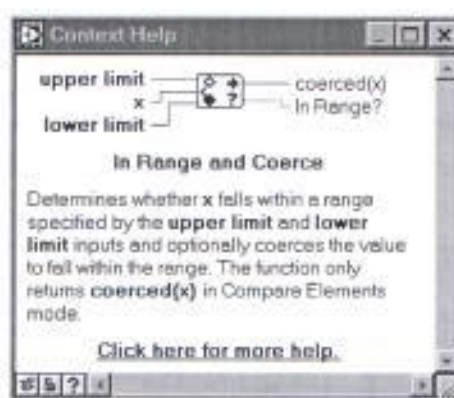 Context Help
upper limit
coerced(x)
x
?
In Range?
lower limit
In Range and Coerce
Determines whether x falls within a range
specified by the upper limit and lower
limit inputs and optionally coerces the value
to fall within the range. The function only
returns coerced(x) in Compare Elements
mode.
Click here for more help.
?